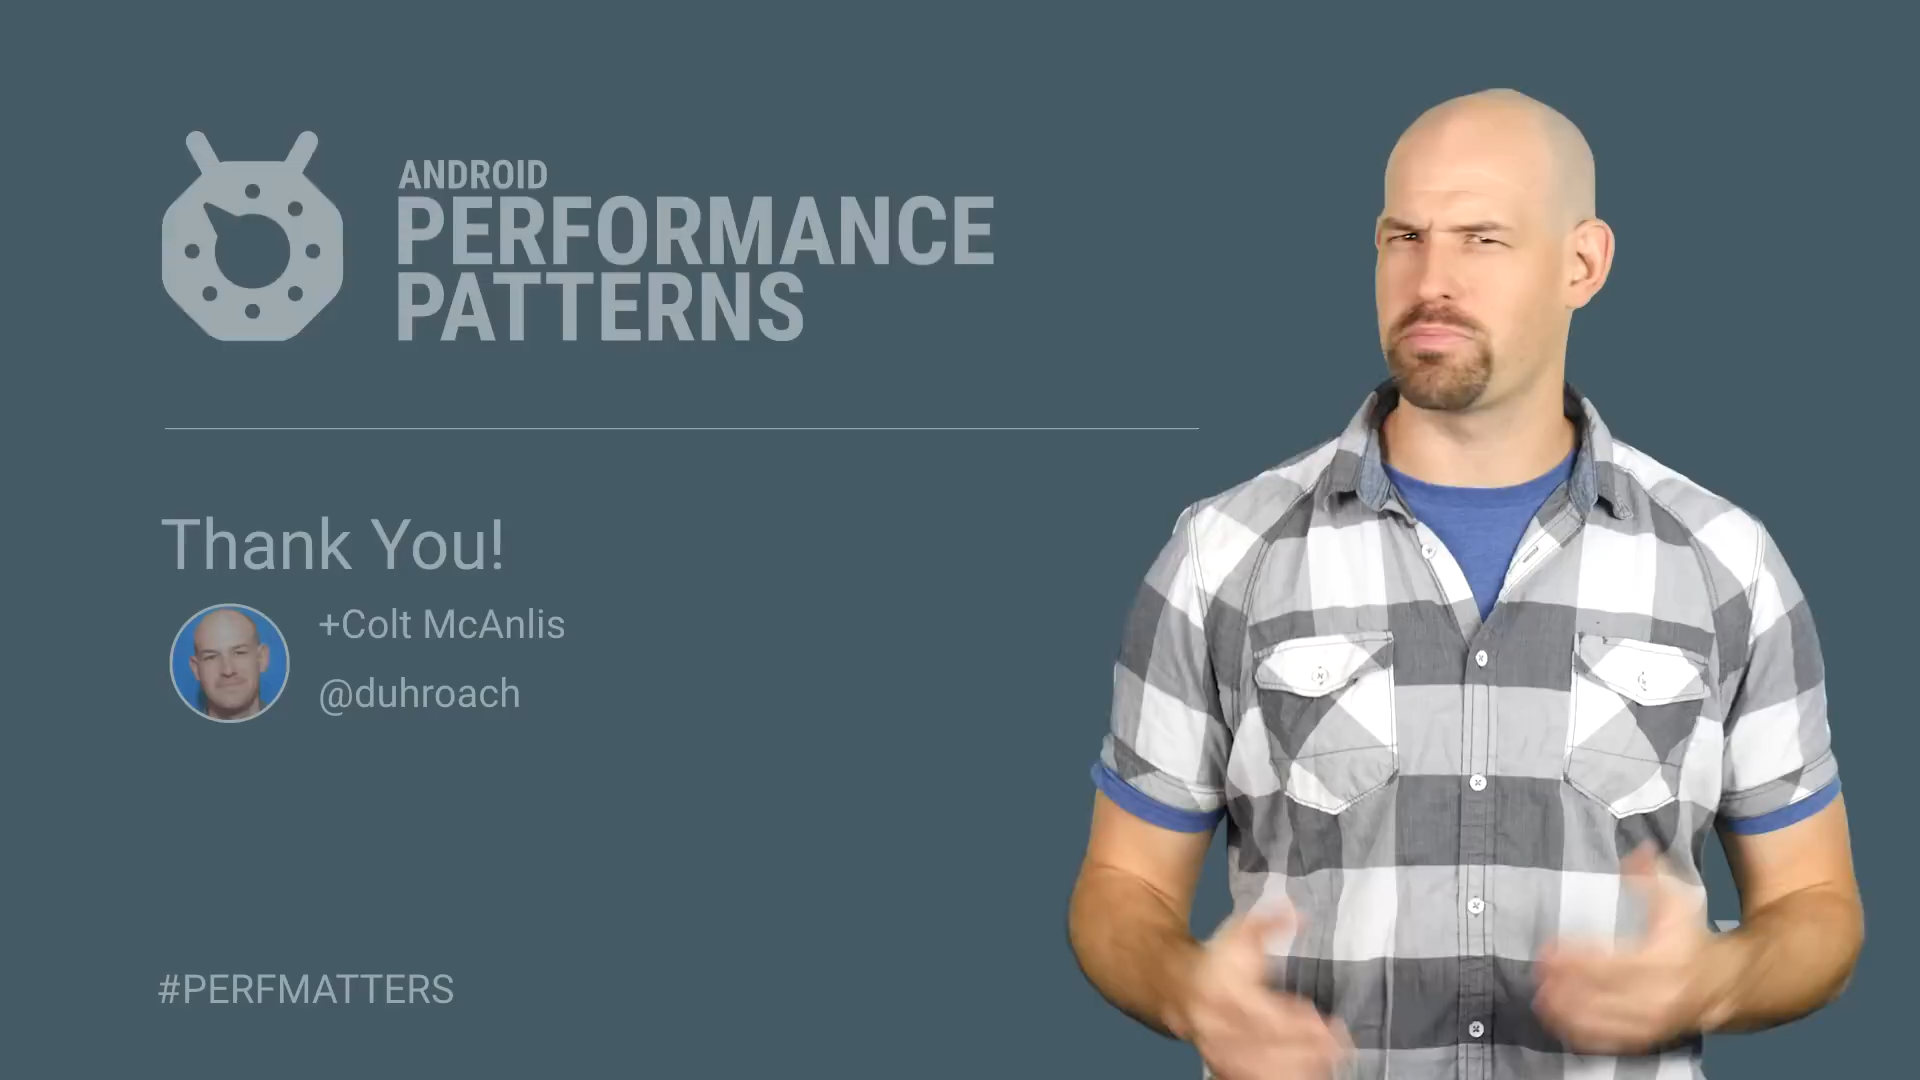 ANDROID
PERFORMANCE
PATTERNS
Thank You!
+Colt McAnlis
@duhroach
#PERFMATTERS